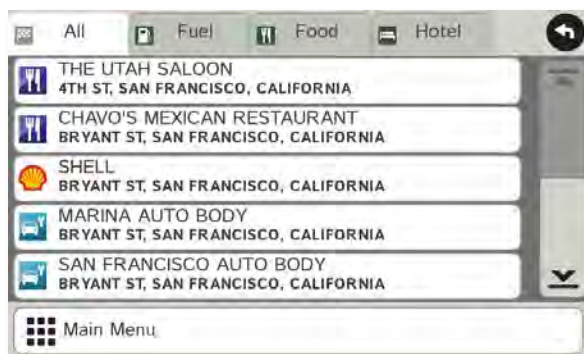 All Fuel Food Hotel
THE UTAH SALOON
4TH ST, SAN FRANCISCO, CALIFORNIA
CHAVO'S MEXICAN RESTAURANT
BRYANT ST, SAN FRANCISCO, CALIFORNIA
SHELL
BRYANT ST, SAN FRANCISCO, CALIFORNIA
MARINA AUTO BODY
BRYANT ST, SAN FRANCISCO, CALIFORNIA
SAN FRANCISCO AUTO BODY
BRYANT ST, SAN FRANCISCO, CALIFORNIA
Main Menu